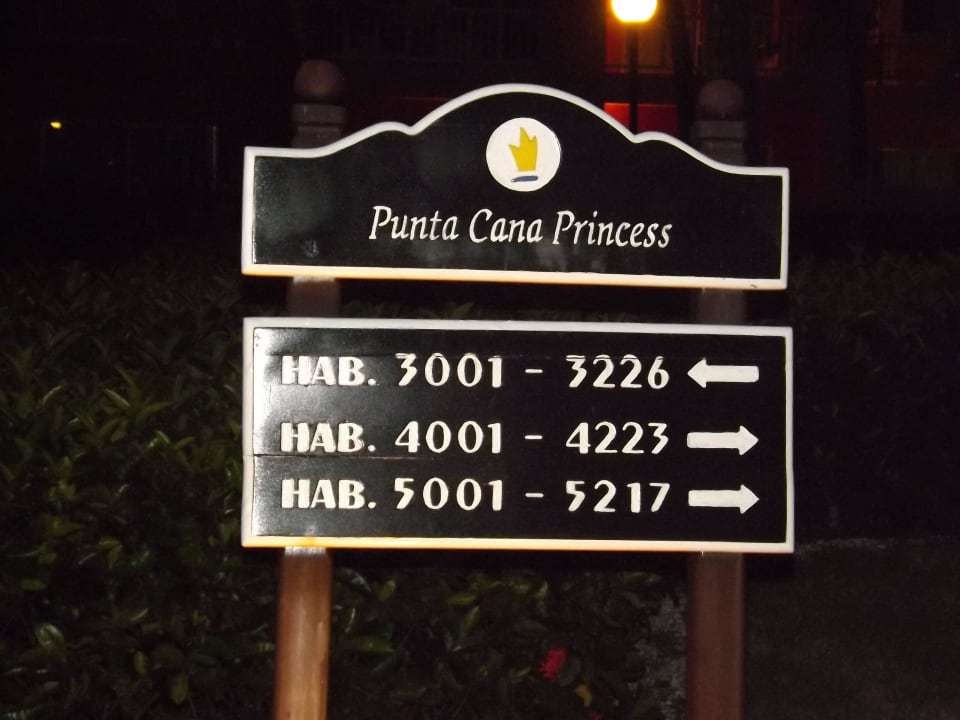 Punta Cana Princess
HAB. 3001 - 3226 ←
HAB. 4001 - 4223 →
HAB. 5001 - 5217 →